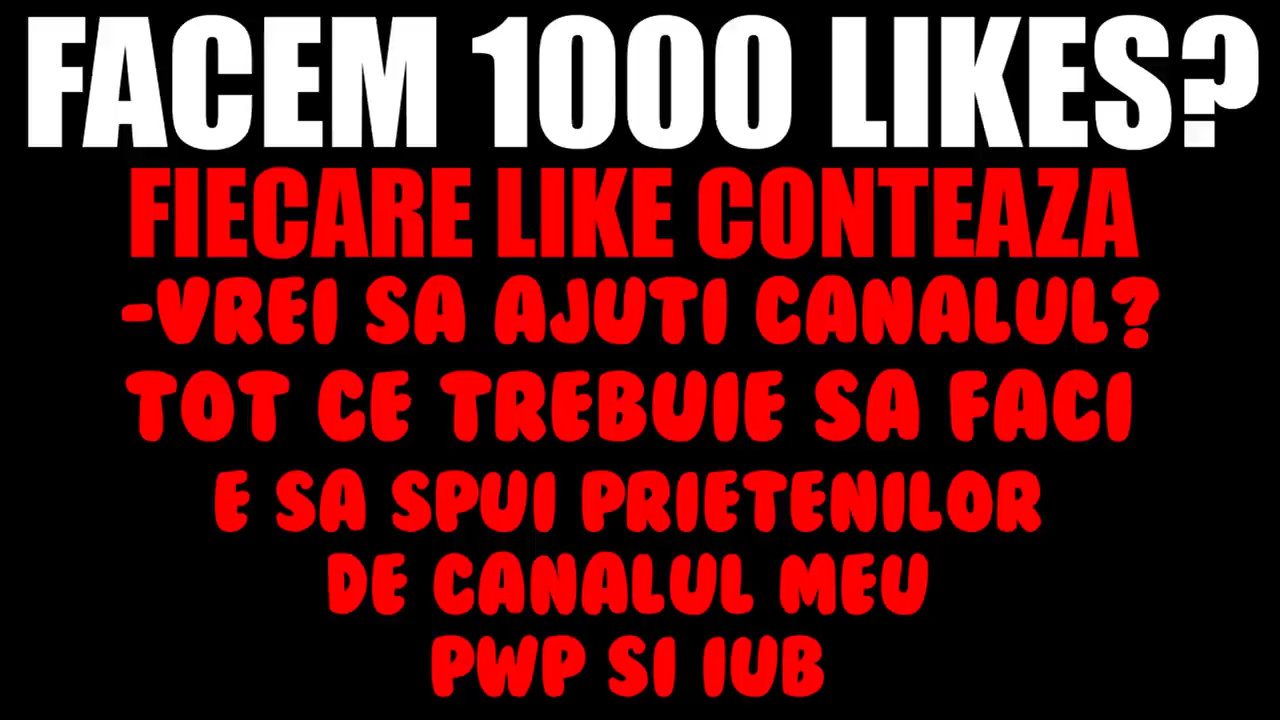 FACEM 1000 LIKES?
FIECARE LIKE CONTEAZA
-VREI SA AJUTI CANALUL?
TOT CE TREBUIE SA FACI
E SA SPUI PRIETENILOR
DE CANALUL MEU
PWP SI IUB